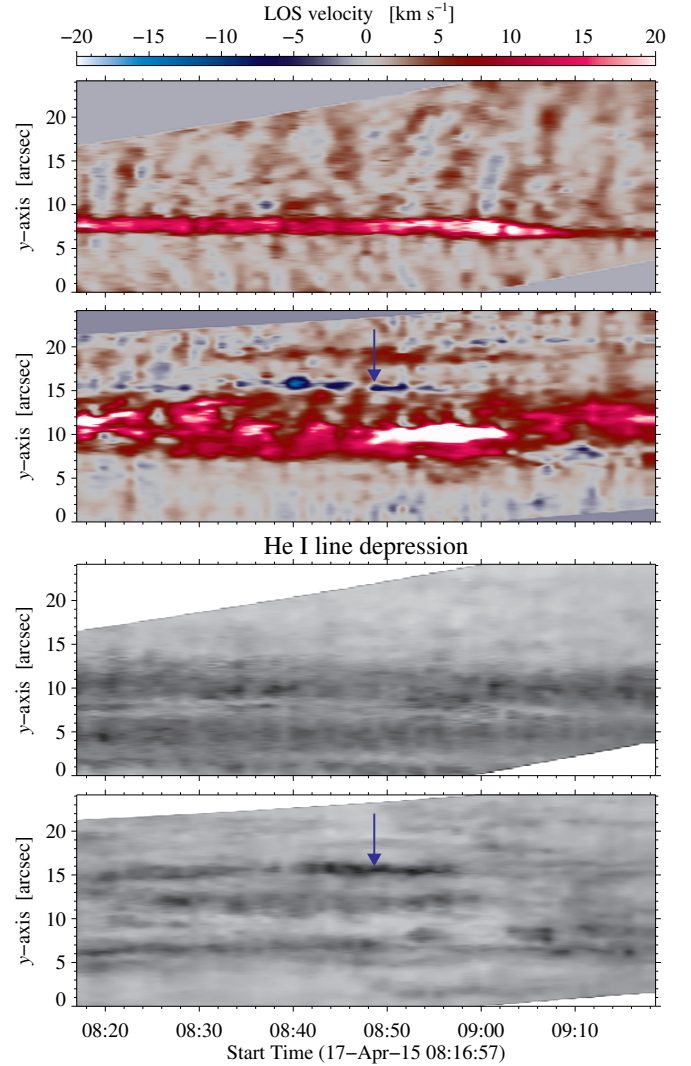 LOS velocity [km s⁻¹]
−20 −15 −10 −5 0 5 10 15 20
y−axis [arcsec]
20
15
10
5
0
y−axis [arcsec]
20
15
10
5
0
He I line depression
y−axis [arcsec]
20
15
10
5
0
y−axis [arcsec]
20
15
10
5
0
08:20 08:30 08:40 08:50 09:00 09:10
Start Time (17−Apr−15 08:16:57)